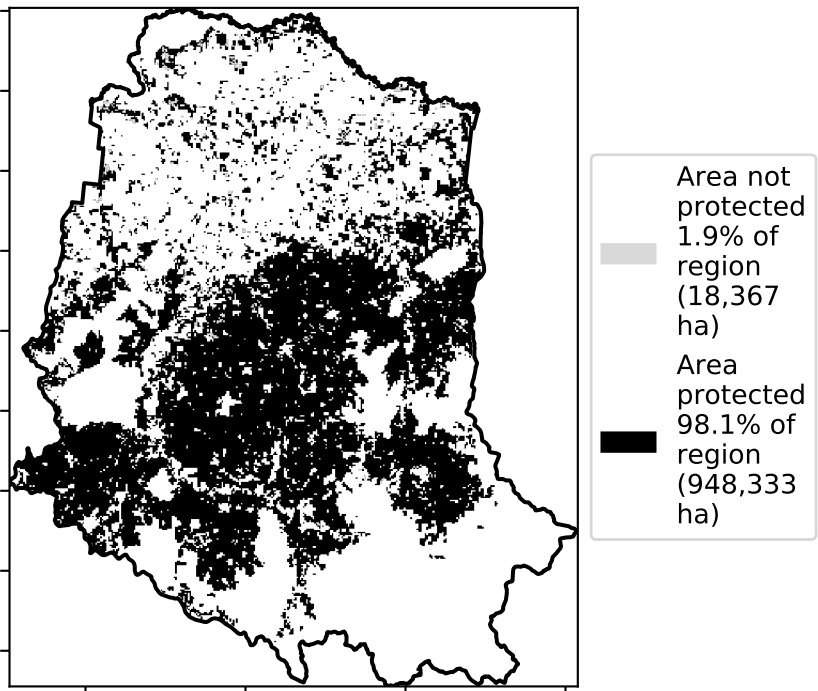 Area not
protected
1.9% of
region
(18,367
ha)
Area
protected
98.1% of
region
(948,333
ha)